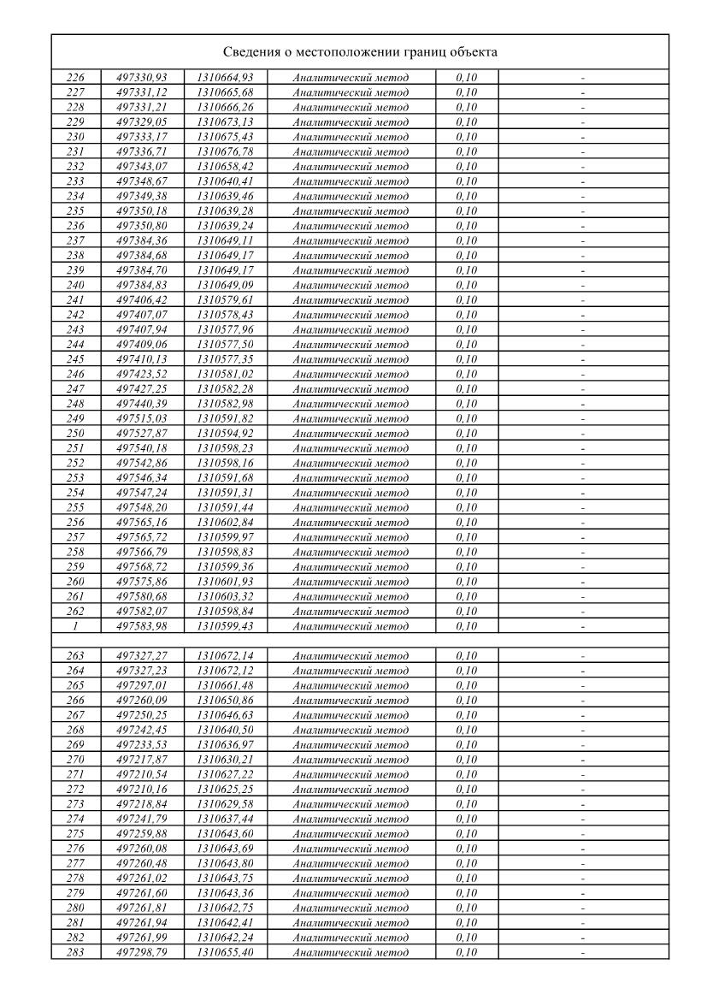 Сведения о местоположении границ объекта
226 497330,93 1310664,93 Аналитический метод 0,10 -
227 497331,12 1310665,68 Аналитический метод 0,10 -
228 497331,21 1310666,26 Аналитический метод 0,10 -
229 497329,05 1310673,13 Аналитический метод 0,10 -
230 497333,17 1310675,43 Аналитический метод 0,10 -
231 497336,71 1310676,78 Аналитический метод 0,10 -
232 497343,07 1310658,42 Аналитический метод 0,10 -
233 497348,67 1310640,41 Аналитический метод 0,10 -
234 497349,38 1310639,46 Аналитический метод 0,10 -
235 497350,18 1310639,28 Аналитический метод 0,10 -
236 497350,80 1310639,24 Аналитический метод 0,10 -
237 497384,36 1310649,11 Аналитический метод 0,10 -
238 497384,68 1310649,17 Аналитический метод 0,10 -
239 497384,70 1310649,17 Аналитический метод 0,10 -
240 497384,83 1310649,09 Аналитический метод 0,10 -
241 497406,42 1310579,61 Аналитический метод 0,10 -
242 497407,07 1310578,43 Аналитический метод 0,10 -
243 497407,94 1310577,96 Аналитический метод 0,10 -
244 497409,06 1310577,50 Аналитический метод 0,10 -
245 497410,13 1310577,35 Аналитический метод 0,10 -
246 497423,52 1310581,02 Аналитический метод 0,10 -
247 497427,25 1310582,28 Аналитический метод 0,10 -
248 497440,39 1310582,98 Аналитический метод 0,10 -
249 497515,03 1310591,82 Аналитический метод 0,10 -
250 497527,87 1310594,92 Аналитический метод 0,10 -
251 497540,18 1310598,23 Аналитический метод 0,10 -
252 497542,86 1310598,16 Аналитический метод 0,10 -
253 497546,34 1310591,68 Аналитический метод 0,10 -
254 497547,24 1310591,31 Аналитический метод 0,10 -
255 497548,20 1310591,44 Аналитический метод 0,10 -
256 497565,16 1310602,84 Аналитический метод 0,10 -
257 497565,72 1310599,97 Аналитический метод 0,10 -
258 497566,79 1310598,83 Аналитический метод 0,10 -
259 497568,72 1310599,36 Аналитический метод 0,10 -
260 497575,86 1310601,93 Аналитический метод 0,10 -
261 497580,68 1310603,32 Аналитический метод 0,10 -
262 497582,07 1310598,84 Аналитический метод 0,10 -
1 497583,98 1310599,43 Аналитический метод 0,10 -
263 497327,27 1310672,14 Аналитический метод 0,10 -
264 497327,23 1310672,12 Аналитический метод 0,10 -
265 497297,01 1310661,48 Аналитический метод 0,10 -
266 497260,09 1310650,86 Аналитический метод 0,10 -
267 497250,25 1310646,63 Аналитический метод 0,10 -
268 497242,45 1310640,50 Аналитический метод 0,10 -
269 497233,53 1310636,97 Аналитический метод 0,10 -
270 497217,87 1310630,21 Аналитический метод 0,10 -
271 497210,54 1310627,22 Аналитический метод 0,10 -
272 497210,16 1310625,25 Аналитический метод 0,10 -
273 497218,84 1310629,58 Аналитический метод 0,10 -
274 497241,79 1310637,44 Аналитический метод 0,10 -
275 497259,88 1310643,60 Аналитический метод 0,10 -
276 497260,08 1310643,69 Аналитический метод 0,10 -
277 497260,48 1310643,80 Аналитический метод 0,10 -
278 497261,02 1310643,75 Аналитический метод 0,10 -
279 497261,60 1310643,36 Аналитический метод 0,10 -
280 497261,81 1310642,75 Аналитический метод 0,10 -
281 497261,94 1310642,41 Аналитический метод 0,10 -
282 497261,99 1310642,24 Аналитический метод 0,10 -
283 497298,79 1310655,40 Аналитический метод 0,10 -